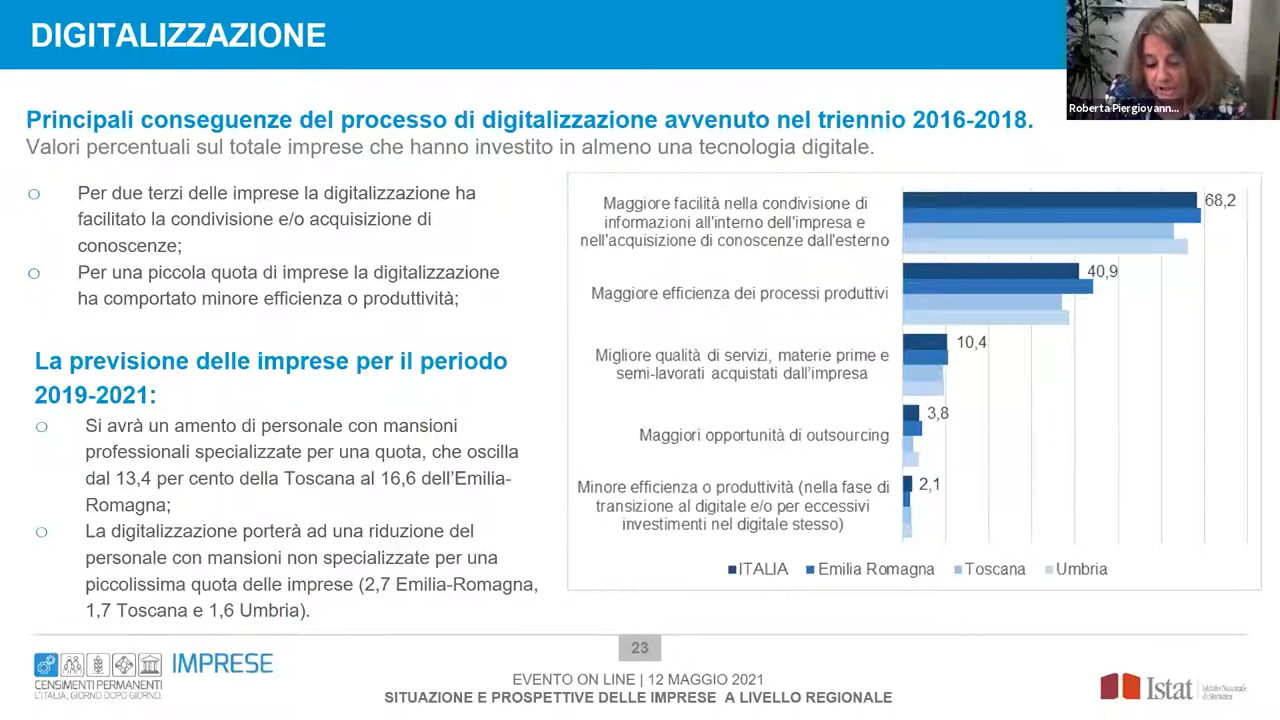 DIGITALIZZAZIONE
Roberta Piergiovann...
Principali conseguenze del processo di digitalizzazione avvenuto nel triennio 2016-2018.
Valori percentuali sul totale imprese che hanno investito in almeno una tecnologia digitale.
Per due terzi delle imprese la digitalizzazione ha
facilitato la condivisione e/o acquisizione di
conoscenze;
Per una piccola quota di imprese la digitalizzazione
ha comportato minore efficienza o produttività;
La previsione delle imprese per il periodo
2019-2021:
Si avrà un amento di personale con mansioni
professionali specializzate per una quota, che oscilla
dal 13,4 per cento della Toscana al 16,6 dell'Emilia-
Romagna;
La digitalizzazione porterà ad una riduzione del
personale con mansioni non specializzate per una
piccolissima quota delle imprese (2,7 Emilia-Romagna,
1,7 Toscana e 1,6 Umbria).
Maggiore facilità nella condivisione di
informazioni all'interno dell'impresa e
nell'acquisizione di conoscenze dall'esterno
68,2
Maggiore efficienza dei processi produttivi
40,9
Migliore qualità di servizi, materie prime e
semi-lavorati acquistati dall'impresa
10,4
Maggiori opportunità di outsourcing
3,8
Minore efficienza o produttività (nella fase di
transizione al digitale e/o per eccessivi
investimenti nel digitale stesso)
2,1
ITALIA Emilia Romagna Toscana Umbria
23
IMPRESE
CENSIMENTI PERMANENTI
L'ITALIA, GIORNO DOPO GIORNO.
EVENTO ON LINE | 12 MAGGIO 2021
SITUAZIONE E PROSPETTIVE DELLE IMPRESE A LIVELLO REGIONALE
Istat
Istituto Nazionale
di Statistica